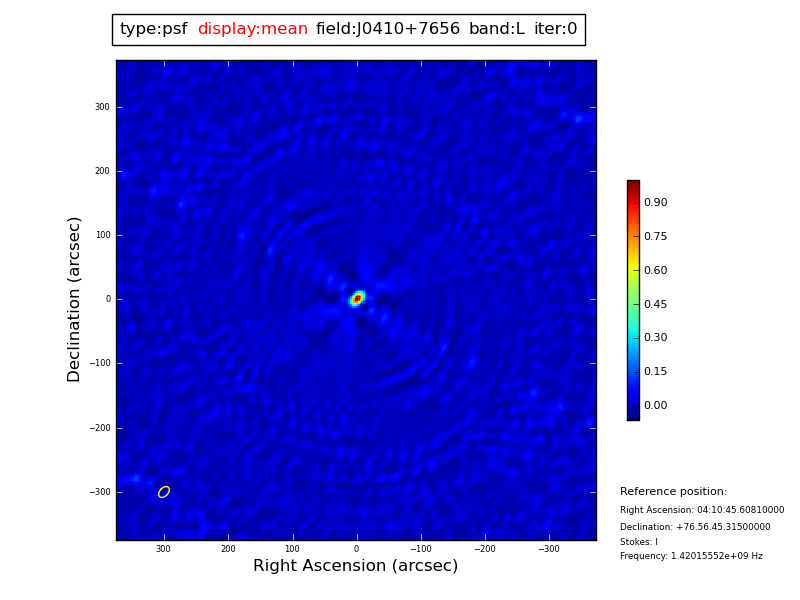 type:psf display:mean field:J0410+7656 band:L iter:0
300
200
100
0
−100
−200
−300
Declination (arcsec)
300 200 100 0 −100 −200 −300
Right Ascension (arcsec)
0.90
0.75
0.60
0.45
0.30
0.15
0.00
Reference position:
Right Ascension: 04:10:45.60810000
Declination: +76.56.45.31500000
Stokes: I
Frequency: 1.42015552e+09 Hz